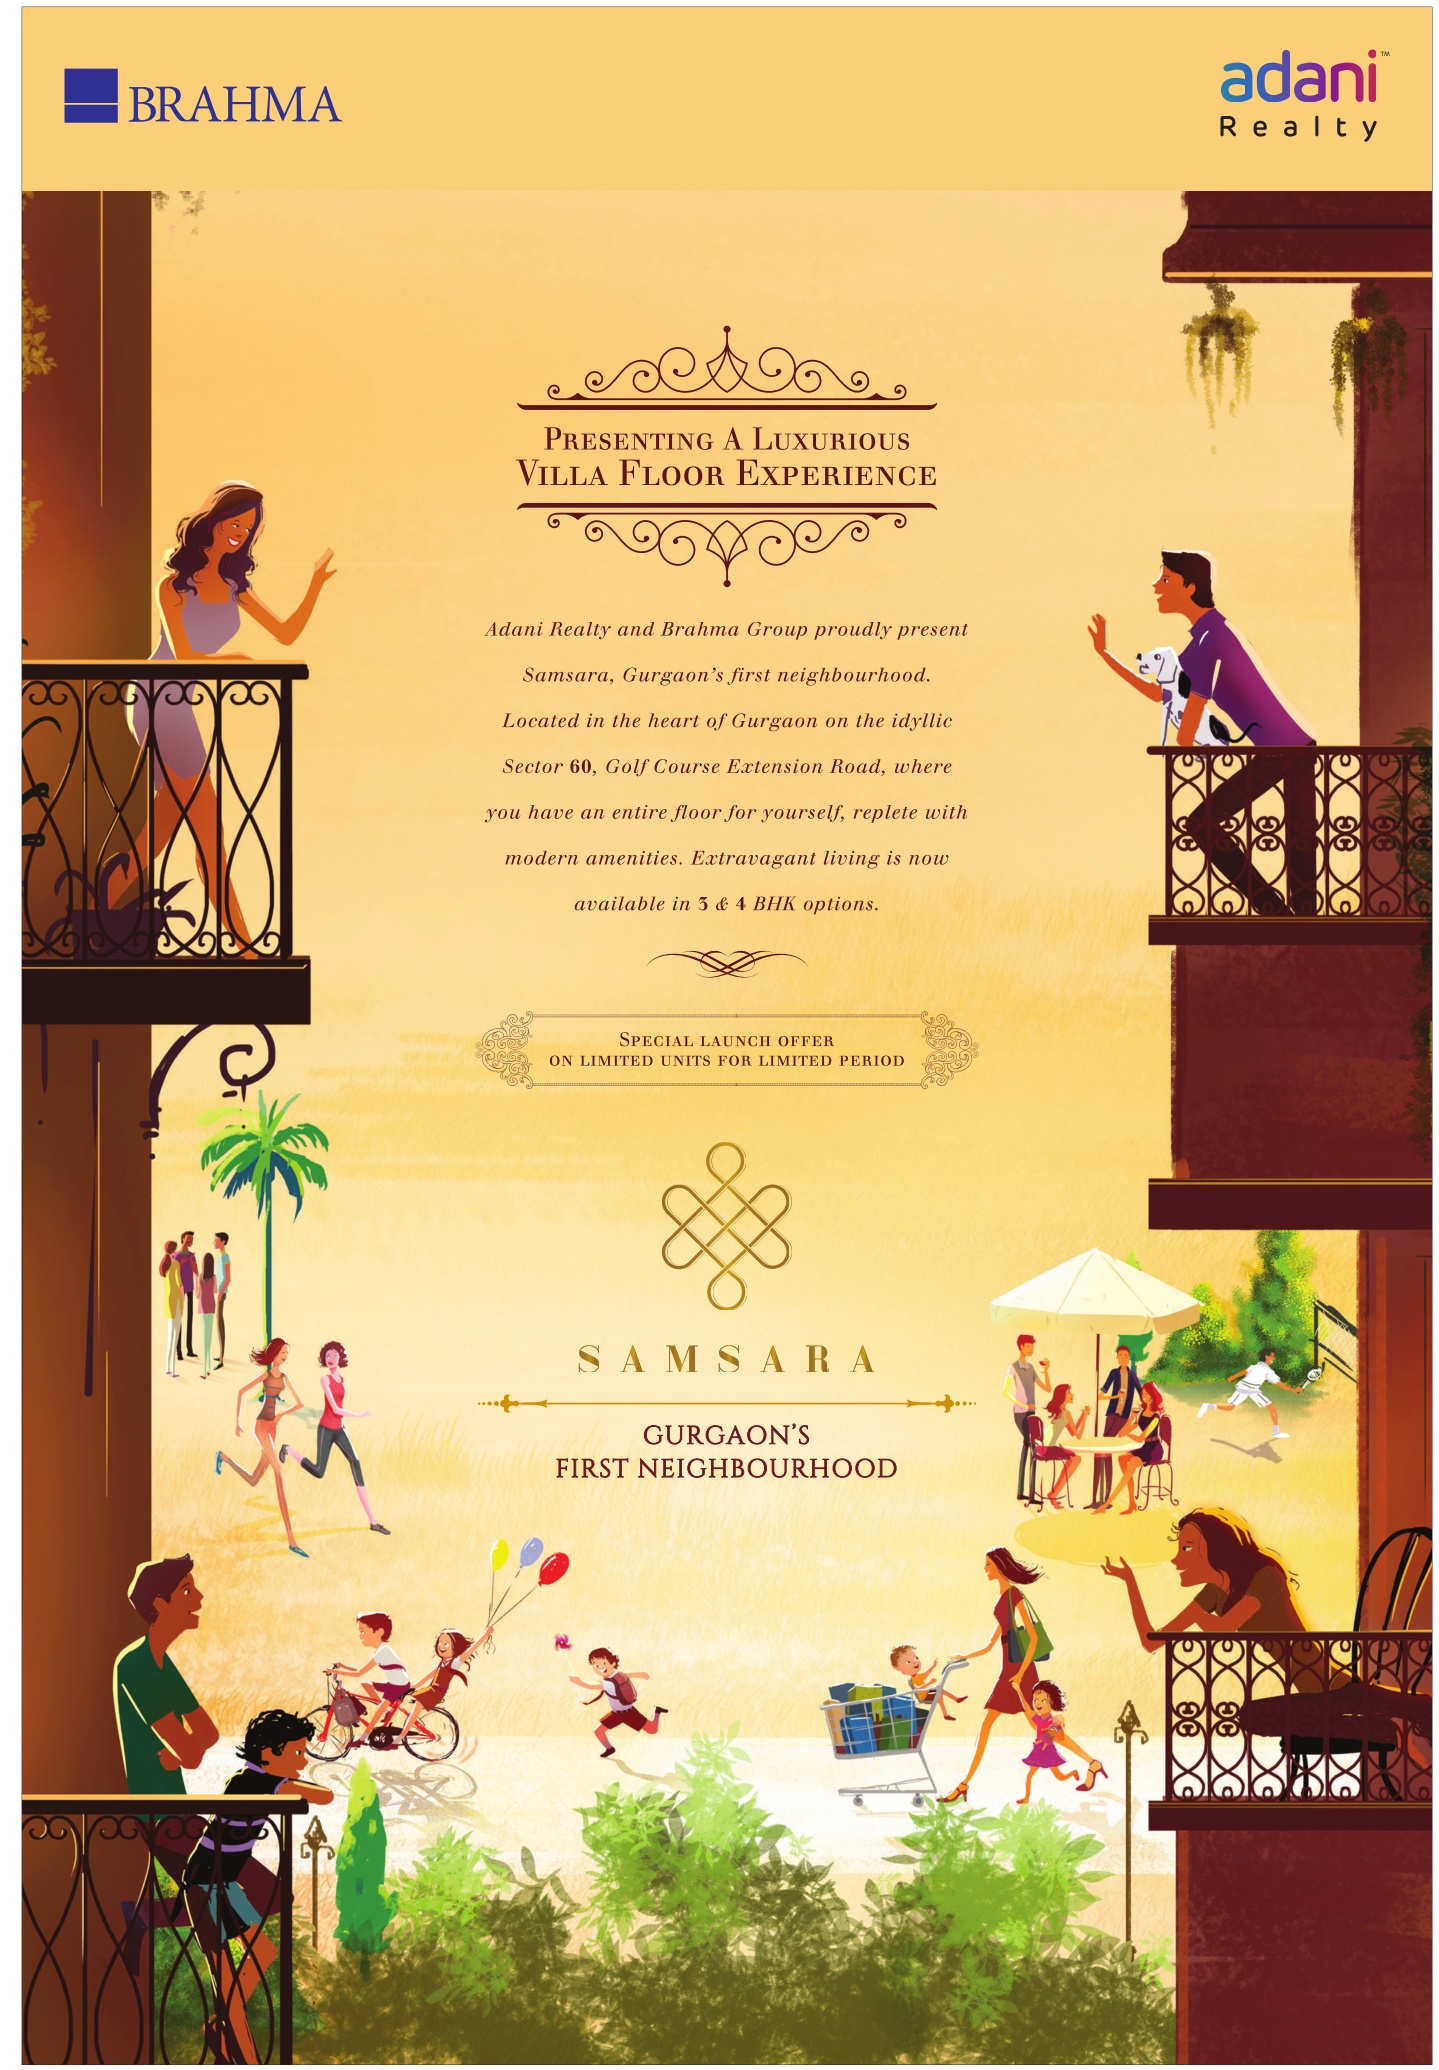 BRAHMA
adani™
Realty
Presenting A Luxurious
Villa Floor Experience
Adani Realty and Brahma Group proudly present
Samsara, Gurgaon’s first neighbourhood.
Located in the heart of Gurgaon on the idyllic
Sector 60, Golf Course Extension Road, where
you have an entire floor for yourself, replete with
modern amenities. Extravagant living is now
available in 3 & 4 BHK options.
Special launch offer
on limited units for limited period
SAMSARA
GURGAON’S
FIRST NEIGHBOURHOOD